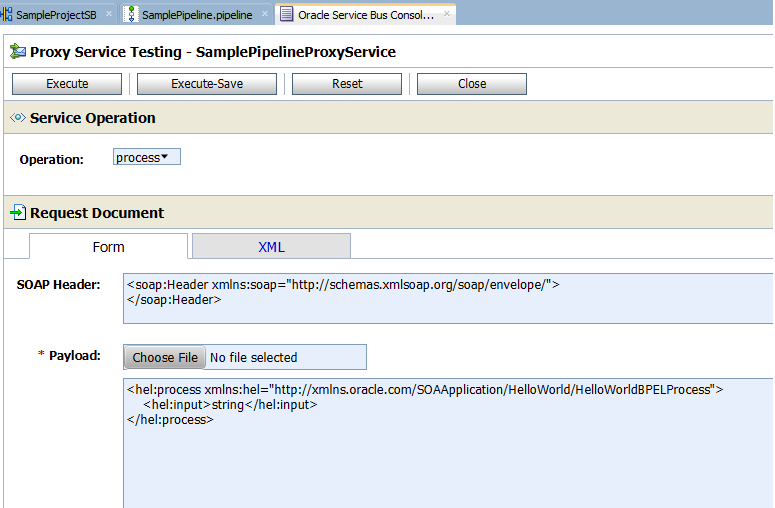 SampleProjectSB SamplePipeline.pipeline Oracle Service Bus Consol...
Proxy Service Testing - SamplePipelineProxyService
Execute Execute-Save Reset Close
Service Operation
Operation: process
Request Document
Form XML
SOAP Header: <soap:Header xmlns:soap="http://schemas.xmlsoap.org/soap/envelope/">
</soap:Header>
* Payload: Choose File No file selected
<hel:process xmlns:hel="http://xmlns.oracle.com/SOAApplication/HelloWorld/HelloWorldBPELProcess">
<hel:input>string</hel:input>
</hel:process>